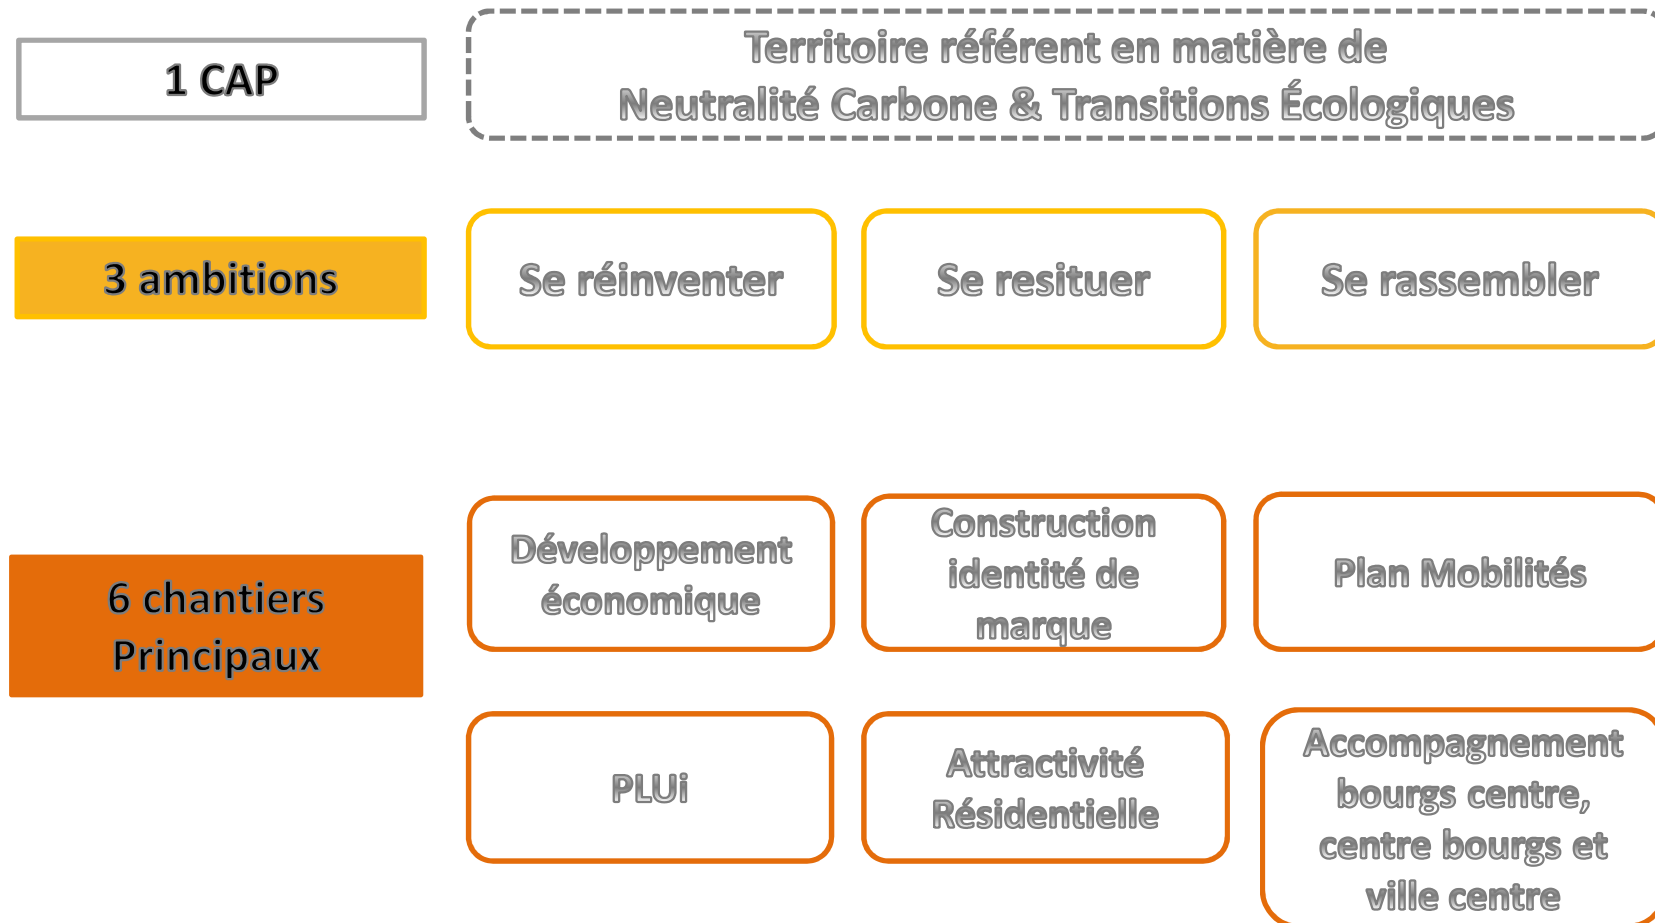 1 CAP
Territoire référent en matière de
Neutralité Carbone & Transitions Écologiques
3 ambitions
Se réinventer
Se resituer
Se rassembler
6 chantiers
Principaux
Développement
économique
Construction
identité de
marque
Plan Mobilités
PLUi
Attractivité
Résidentielle
Accompagnement
bourgs centre,
centre bourgs et
ville centre